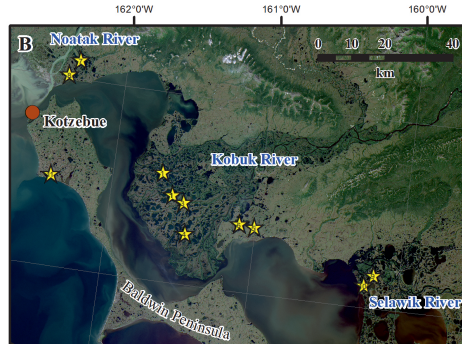 162°0'W 161°0'W 160°0'W
B
Noatak River
0 10 20 40
km
Kotzebue
Kobuk River
Baldwin Peninsula
Selawik River